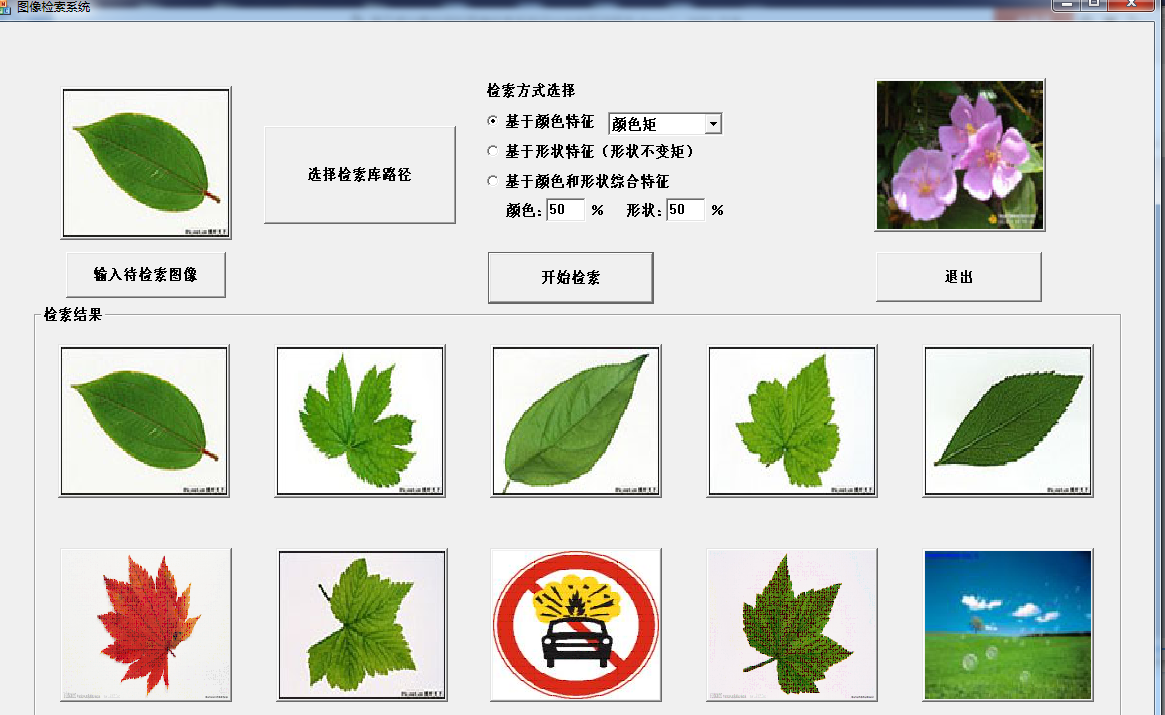 图像检索系统
检索方式选择
基于颜色特征 颜色矩
基于形状特征（形状不变矩）
基于颜色和形状综合特征
颜色: 50 % 形状: 50 %
选择检索库路径
输入待检索图像
开始检索
退出
检索结果